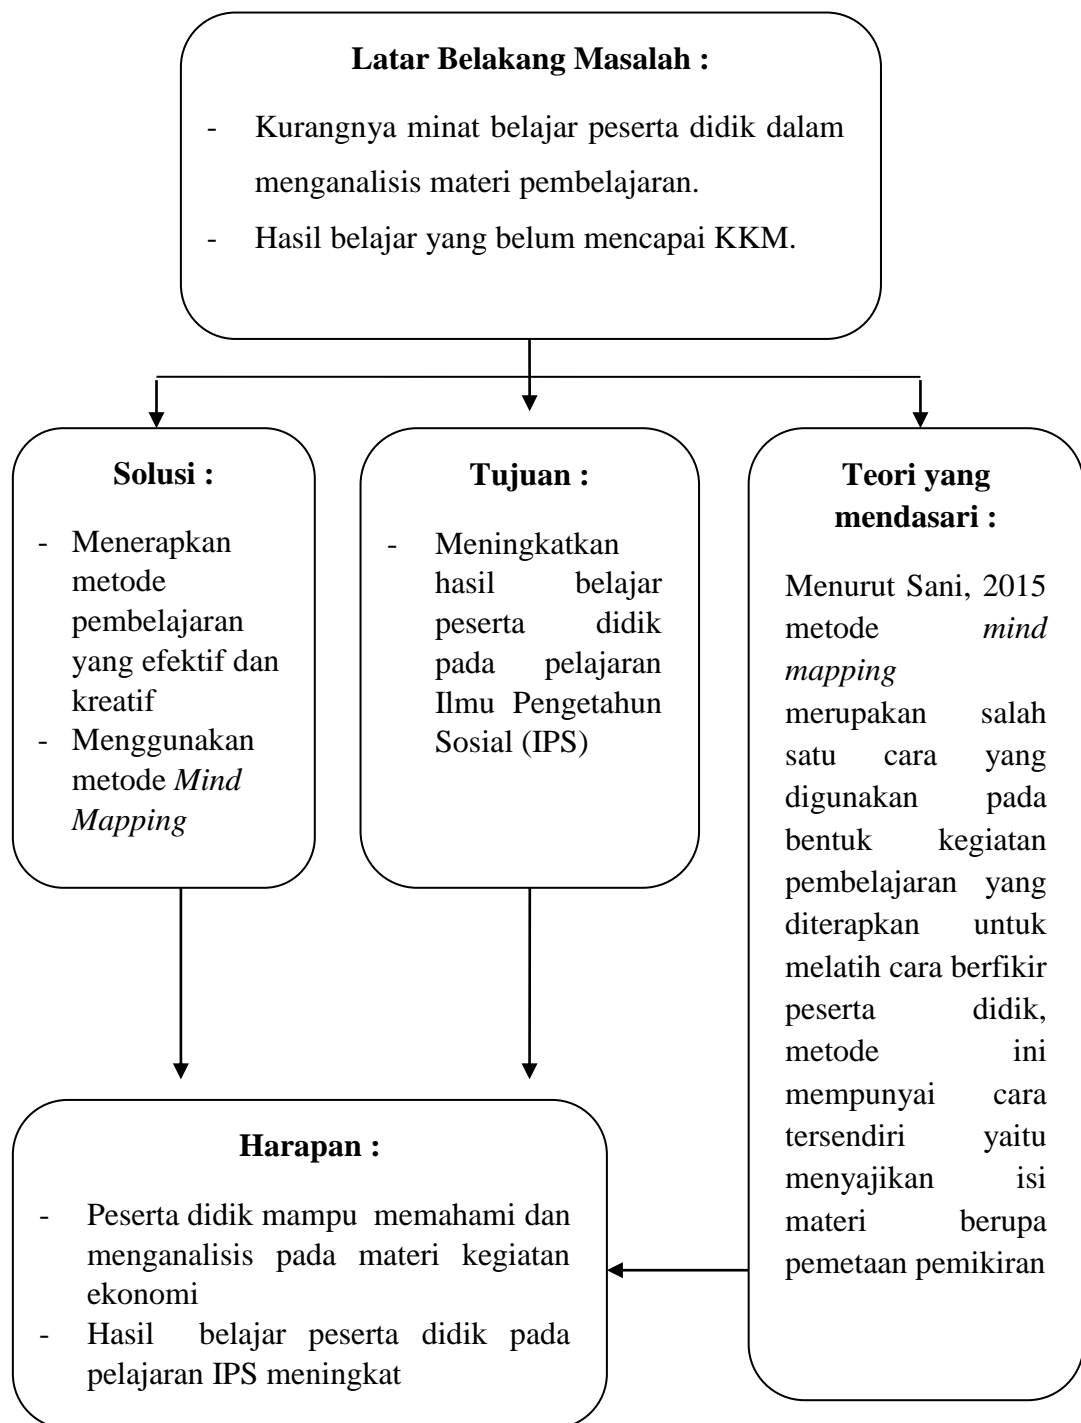 Latar Belakang Masalah :
- Kurangnya minat belajar peserta didik dalam
menganalisis materi pembelajaran.
- Hasil belajar yang belum mencapai KKM.
Solusi :
- Menerapkan
metode
pembelajaran
yang efektif dan
kreatif
- Menggunakan
metode Mind
Mapping
Tujuan :
- Meningkatkan
hasil belajar
peserta didik
pada pelajaran
Ilmu Pengetahun
Sosial (IPS)
Teori yang
mendasari :
Menurut Sani, 2015
metode mind
mapping
merupakan salah
satu cara yang
digunakan pada
bentuk kegiatan
pembelajaran yang
diterapkan untuk
melatih cara berfikir
peserta didik,
metode ini
mempunyai cara
tersendiri yaitu
menyajikan isi
materi berupa
pemetaan pemikiran
Harapan :
- Peserta didik mampu memahami dan
menganalisis pada materi kegiatan
ekonomi
- Hasil belajar peserta didik pada
pelajaran IPS meningkat